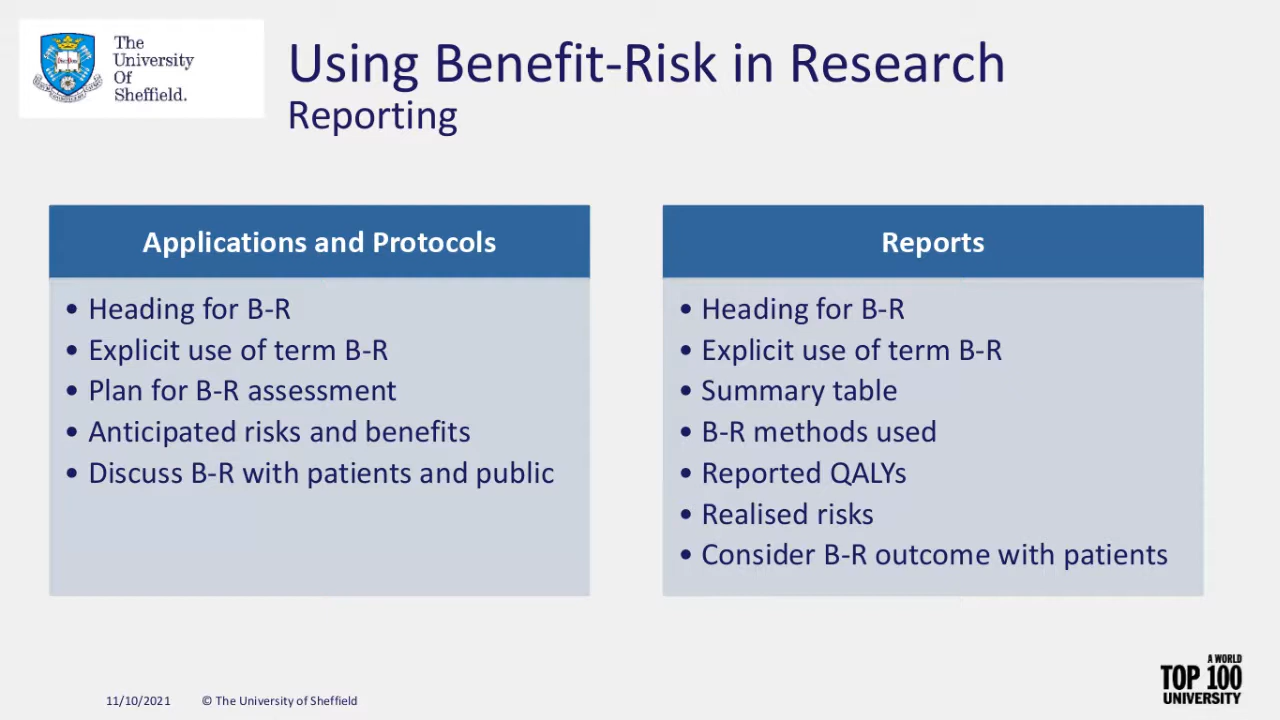 The
University
Of
Sheffield.
Using Benefit-Risk in Research
Reporting
Applications and Protocols
• Heading for B-R
• Explicit use of term B-R
• Plan for B-R assessment
• Anticipated risks and benefits
• Discuss B-R with patients and public
Reports
• Heading for B-R
• Explicit use of term B-R
• Summary table
• B-R methods used
• Reported QALYs
• Realised risks
• Consider B-R outcome with patients
11/10/2021 © The University of Sheffield
A WORLD
TOP 100
UNIVERSITY